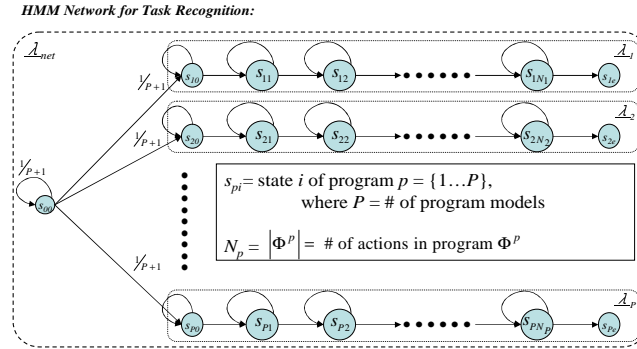 HMM Network for Task Recognition:
λnet
λ1
s10 s11 s12 s1N1 s1e
1/P+1
λ2
s20 s21 s22 s2N2 s2e
1/P+1
1/P+1
s00
spi = state i of program p = {1…P},
where P = # of program models
Np = |Φ^p| = # of actions in program Φ^p
1/P+1
λP
sP0 sP1 sP2 sPNP sPe